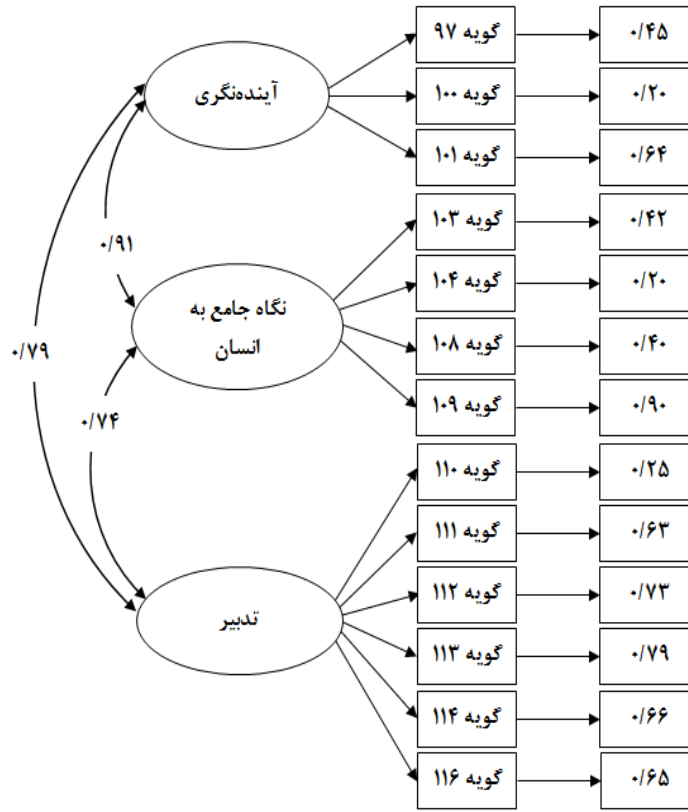 گویه ۹۷
۰/۴۵
آینده‌نگری
گویه ۱۰۰
۰/۲۰
گویه ۱۰۱
۰/۶۴
گویه ۱۰۳
۰/۴۲
۰/۹۱
گویه ۱۰۴
۰/۲۰
نگاه جامع به
انسان
گویه ۱۰۸
۰/۴۰
۰/۷۹
گویه ۱۰۹
۰/۹۰
۰/۷۴
گویه ۱۱۰
۰/۲۵
گویه ۱۱۱
۰/۶۳
گویه ۱۱۲
۰/۷۳
تدبیر
گویه ۱۱۳
۰/۷۹
گویه ۱۱۴
۰/۶۶
گویه ۱۱۶
۰/۶۵